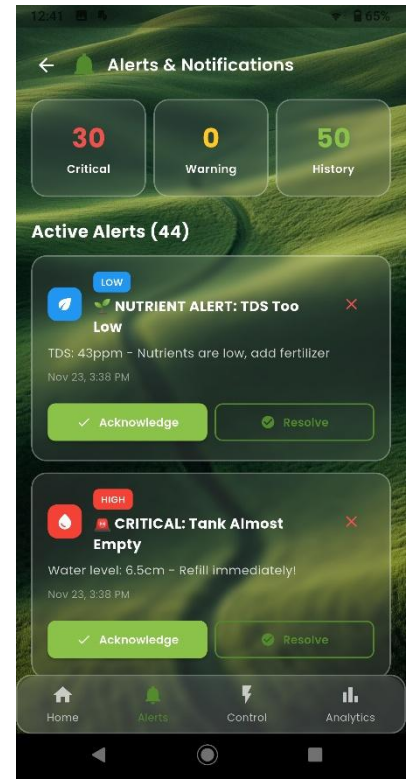 12:41
65%
Alerts & Notifications
30
0
50
Critical
Warning
History
Active Alerts (44)
LOW
NUTRIENT ALERT: TDS Too
Low
TDS: 43ppm - Nutrients are low, add fertilizer
Nov 23, 3:38 PM
Acknowledge
Resolve
HIGH
CRITICAL: Tank Almost
Empty
Water level: 6.5cm - Refill immediately!
Nov 23, 3:38 PM
Acknowledge
Resolve
Home
Alerts
Control
Analytics